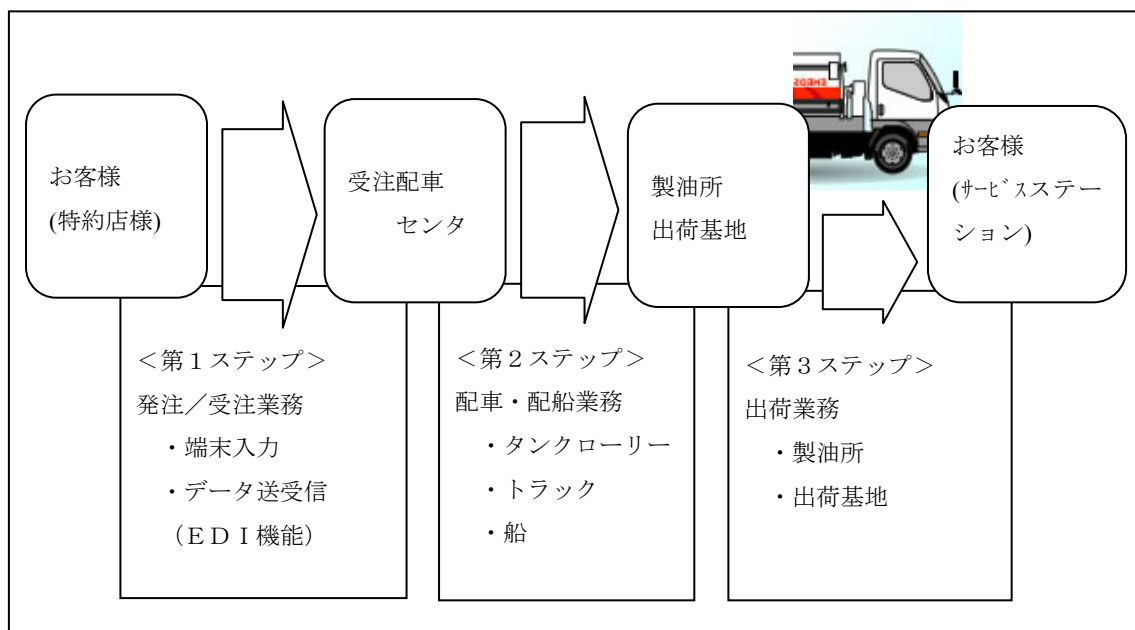 お客様
(特約店様)
受注配車
センタ
製油所
出荷基地
お客様
(ｻｰﾋﾞｽステー
ション)
＜第１ステップ＞
発注／受注業務
・端末入力
・データ送受信
（ＥＤＩ機能）
＜第２ステップ＞
配車・配船業務
・タンクローリー
・トラック
・船
＜第３ステップ＞
出荷業務
・製油所
・出荷基地